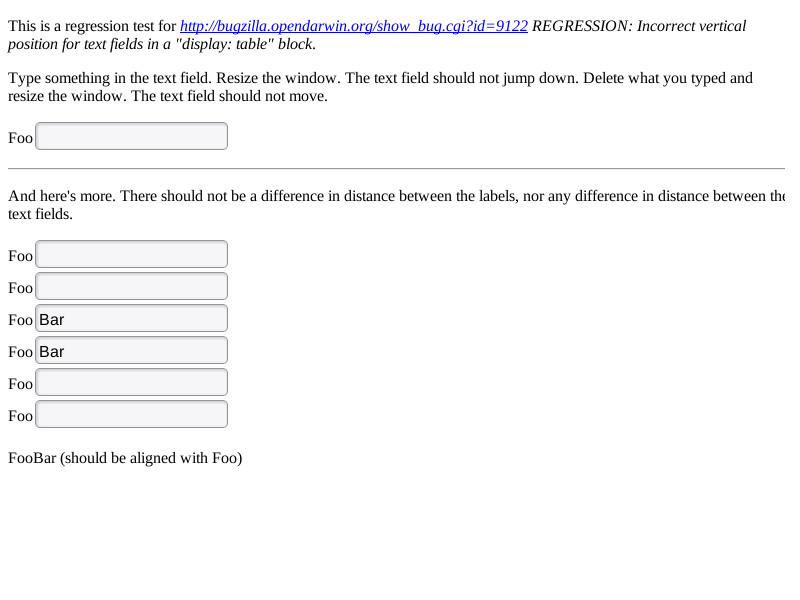 This is a regression test for http://bugzilla.opendarwin.org/show_bug.cgi?id=9122 REGRESSION: Incorrect vertical
position for text fields in a "display: table" block.
Type something in the text field. Resize the window. The text field should not jump down. Delete what you typed and
resize the window. The text field should not move.
Foo
And here's more. There should not be a difference in distance between the labels, nor any difference in distance between the
text fields.
Foo
Foo
Foo Bar
Foo Bar
Foo
Foo
FooBar (should be aligned with Foo)